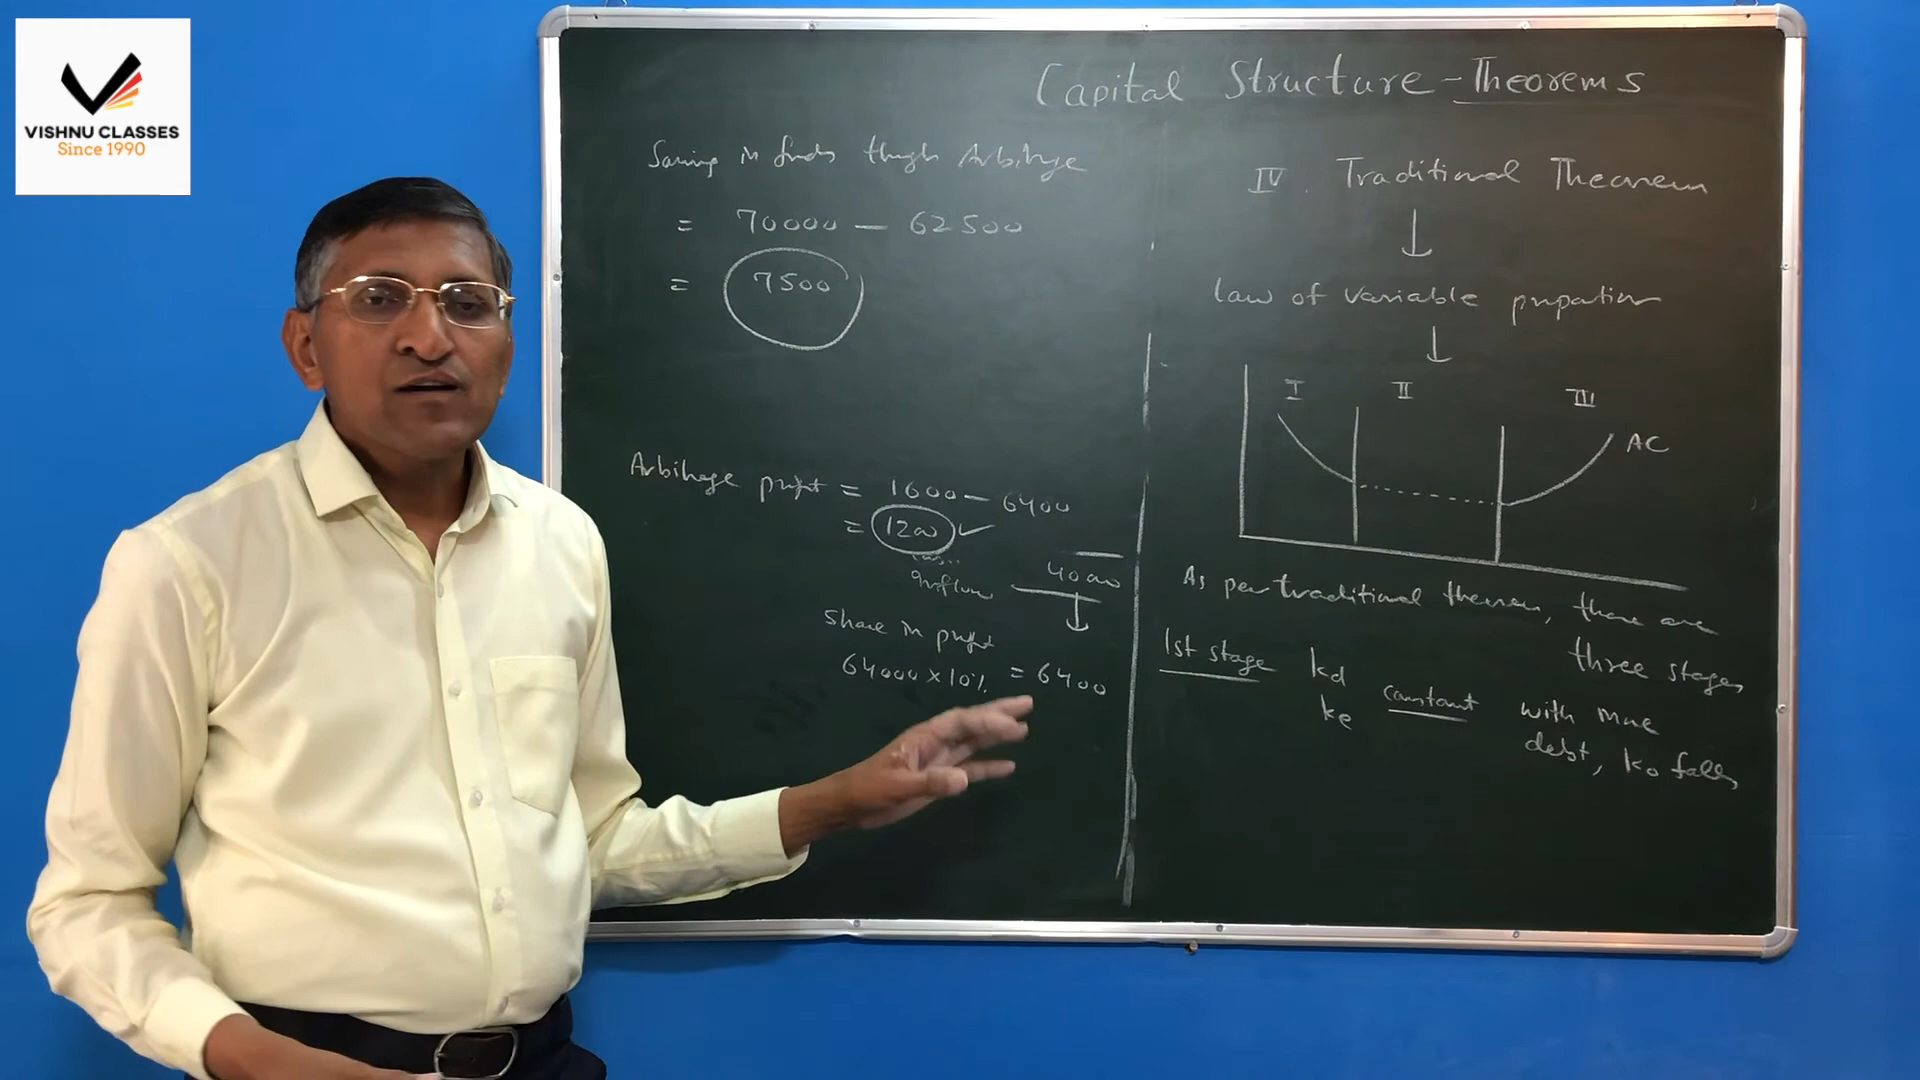 VISHNU CLASSES
Since 1990
Capital Structure - Theorems
Saving in funds through Arbitrage
= 70000 — 62500
= 7500
Arbitrage profit = 1600 — 6400
= 1200 ✓
Inflow
4000
Share in profit
64000 × 10% = 6400
IV. Traditional Theorem
↓
Law of variable proportion
↓
I II III
AC
As per traditional theorem, there are
three stages
1st stage kd
ke constant with more
debt, ko falls